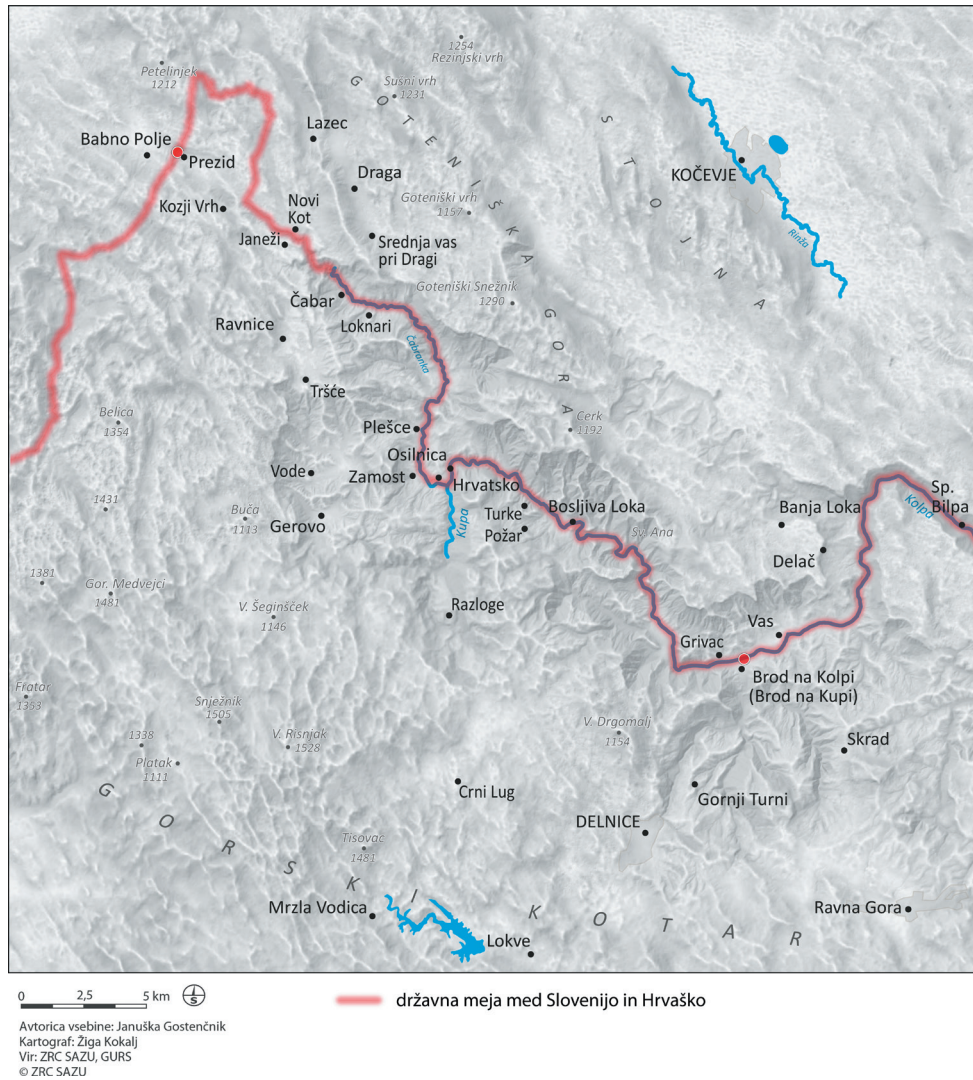 1254
Rezinjski vrh
Petelinjek
1212
Sušni vrh
1231
GOTENIŠKA GORA
STOJNA
Lazec
Babno Polje
Prezid
KOČEVJE
Draga
Kozji Vrh
Novi
Kot
Goteniški vrh
1157
Janeži
Srednja vas
pri Dragi
Rinža
Goteniški Snežnik
1290
Čabar
Loknari
Ravnice
Čabranka
Tršće
Belica
1354
Cerk
1192
Plešce
Osilnica
Vode
Zamost
Hrvatsko
Sp.
Bilpa
1431
Kupa
Turke
Bosljiva Loka
Banja Loka
Kolpa
Buča
1113
Gerovo
Požar
Sv. Ana
Delač
1381
Gor. Medvejci
1481
V. Šeginšček
1146
Razloge
Vas
Grivac
Brod na Kolpi
(Brod na Kupi)
Fratar
1353
Snježnik
1505
V. Risnjak
1528
V. Drgomalj
1154
1338
Platak
1111
Skrad
Crni Lug
Gornji Turni
GORSKI KOTAR
DELNICE
Tisovac
1481
Mrzla Vodica
Ravna Gora
Lokve
0 2,5 5 km
S
državna meja med Slovenijo in Hrvaško
Avtorica vsebine: Januška Gostenčnik
Kartograf: Žiga Kokalj
Vir: ZRC SAZU, GURS
© ZRC SAZU